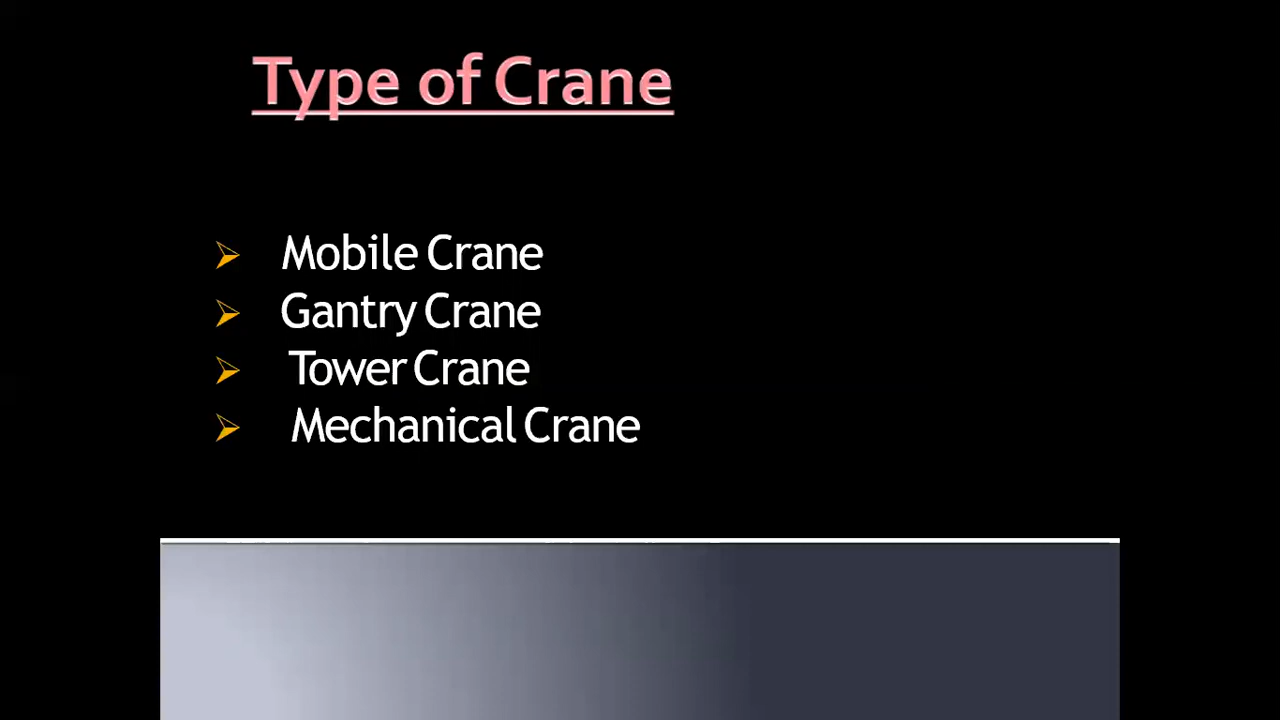 Type of Crane
Mobile Crane
Gantry Crane
Tower Crane
Mechanical Crane